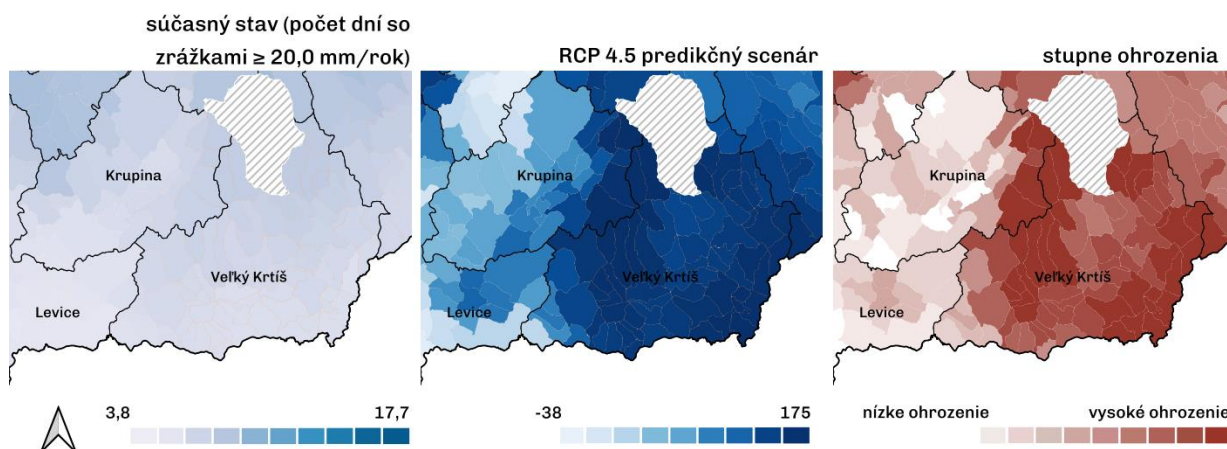 súčasný stav (počet dní so
zrážkami ≥ 20,0 mm/rok)
RCP 4.5 predikčný scenár
stupne ohrozenia
Krupina
Veľký Krtíš
Levice
Krupina
Veľký Krtíš
Levice
Krupina
Veľký Krtíš
Levice
3,8 17,7
-38 175
nízke ohrozenie vysoké ohrozenie